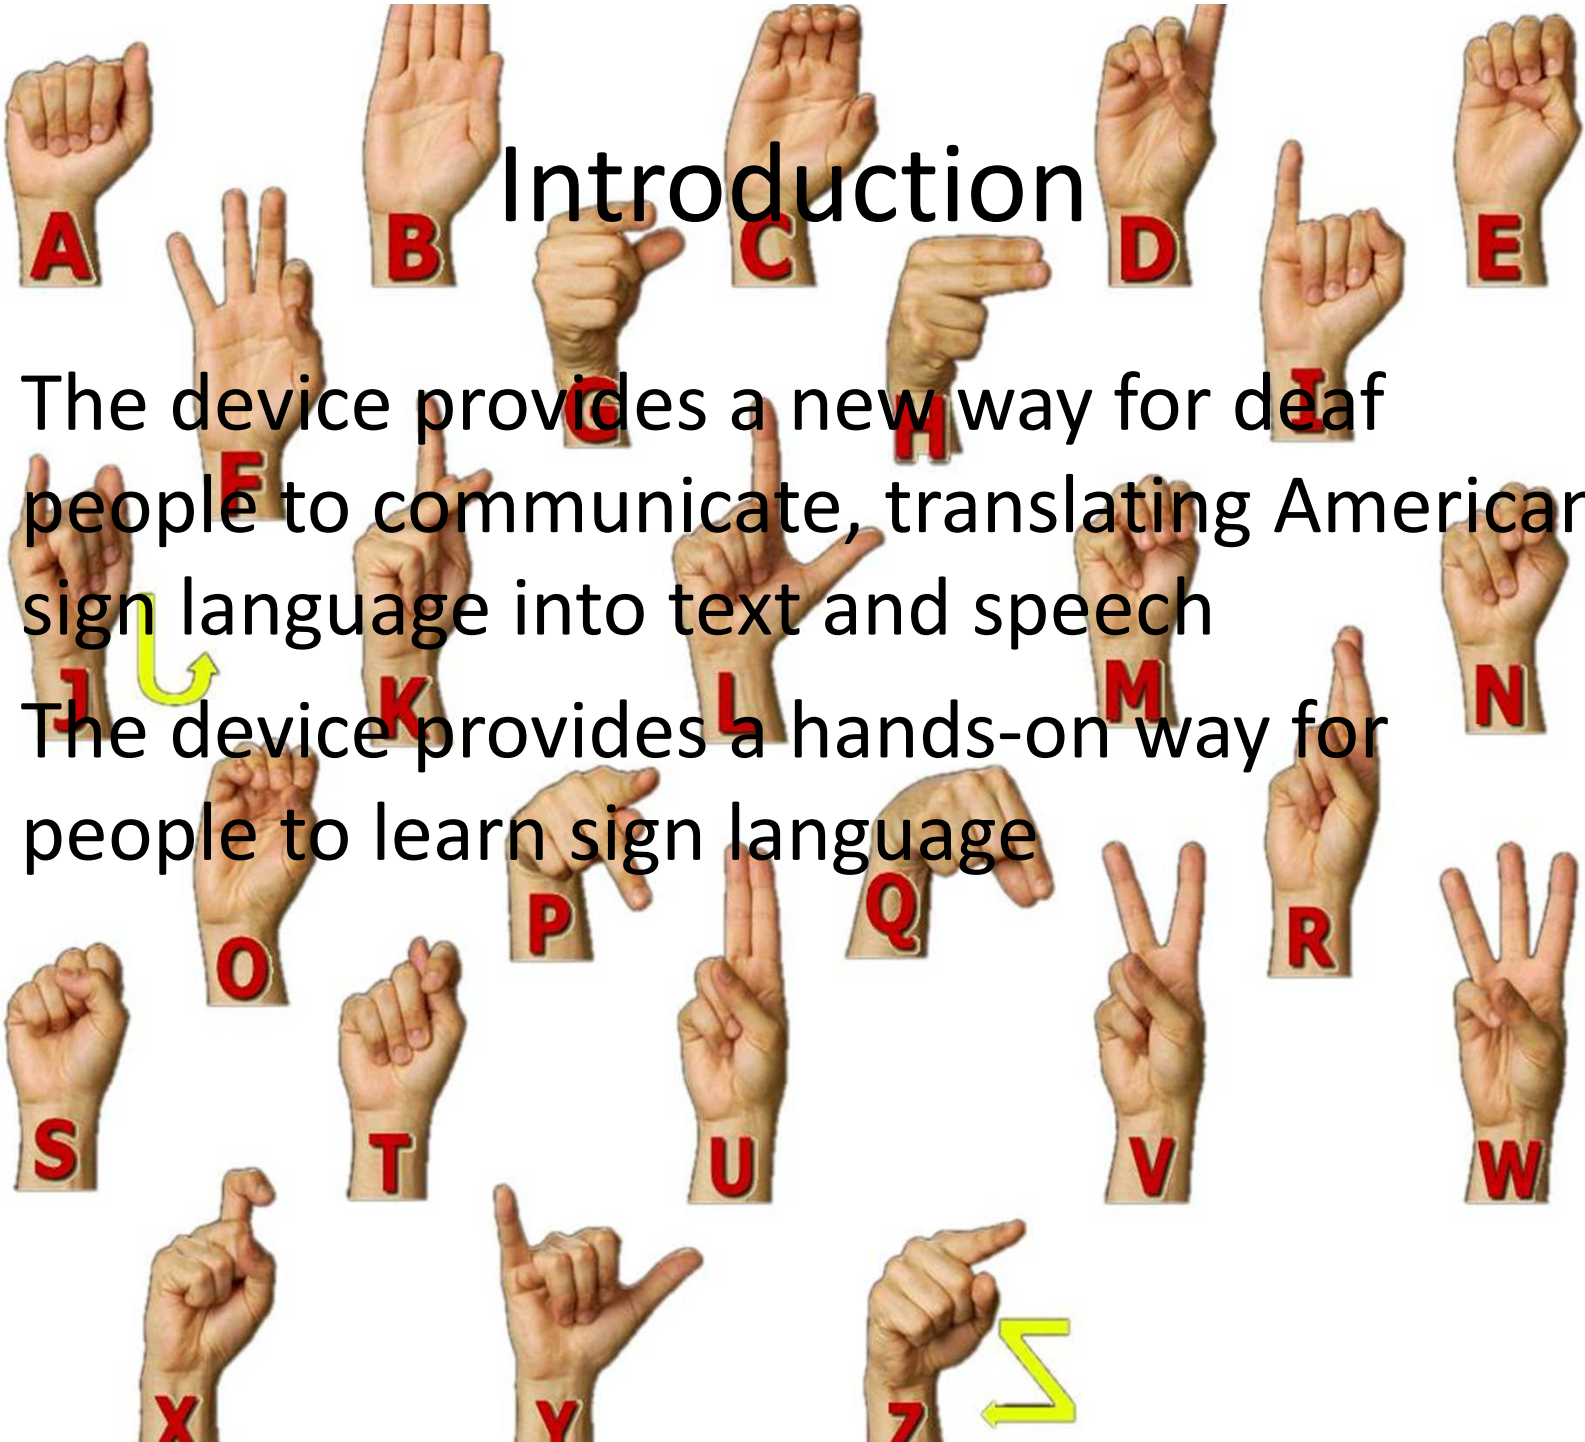 Introduction
A
B
C
D
E
F
G
H
I
The device provides a new way for deaf
people to communicate, translating American
sign language into text and speech
J
K
L
M
N
The device provides a hands-on way for
people to learn sign language
O
P
Q
R
S
T
U
V
W
X
Y
Z